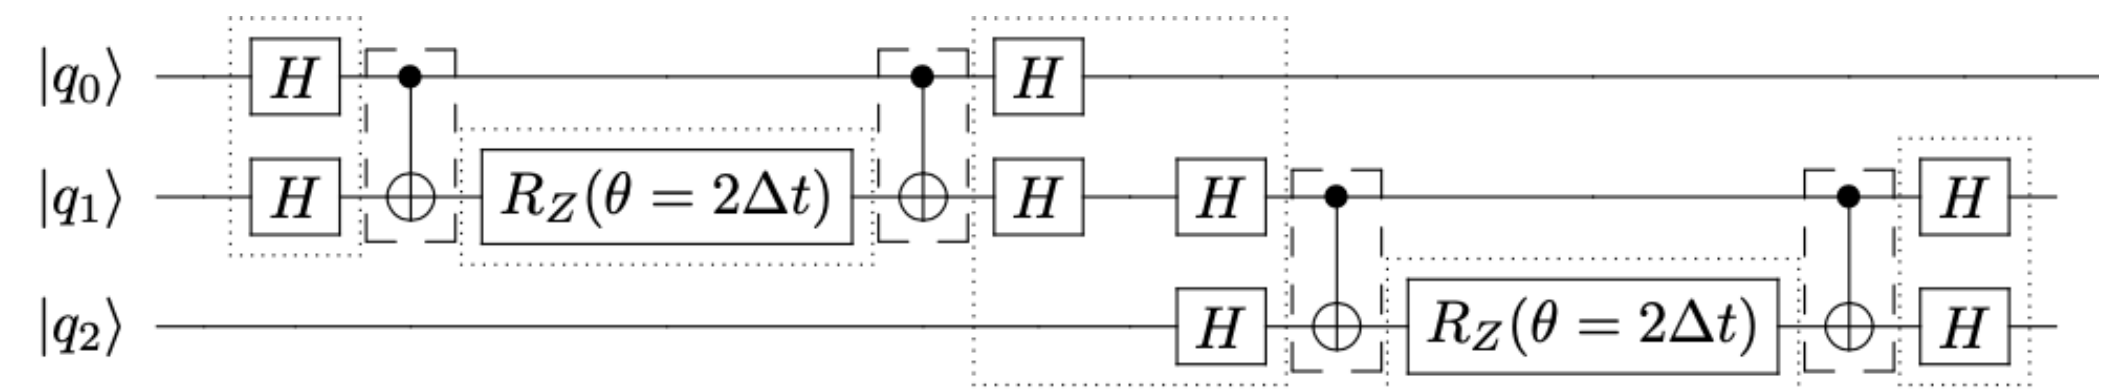 |q₀⟩ H H
|q₁⟩ H R_Z(θ = 2Δt) H H H
|q₂⟩ H R_Z(θ = 2Δt) H